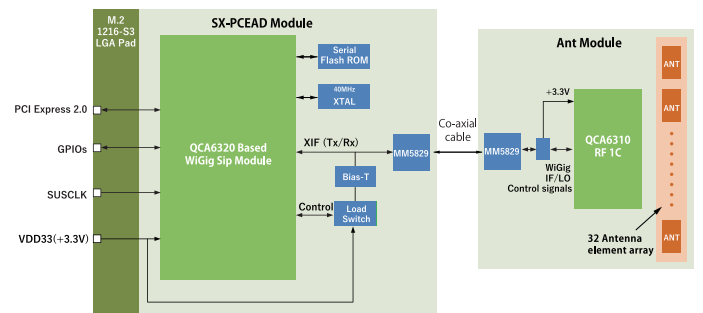 SX-PCEAD Module
M.2
1216-S3
LGA Pad
PCI Express 2.0
GPIOs
SUSCLK
VDD33(+3.3V)
QCA6320 Based
WiGig Sip Module
Serial
Flash ROM
40MHz
XTAL
XIF (Tx/Rx)
MM5829
Bias-T
Control
Load
Switch
Co-axial
cable
Ant Module
MM5829
+3.3V
WiGig
IF/LO
Control signals
QCA6310
RF 1C
ANT
ANT
ANT
32 Antenna
element array